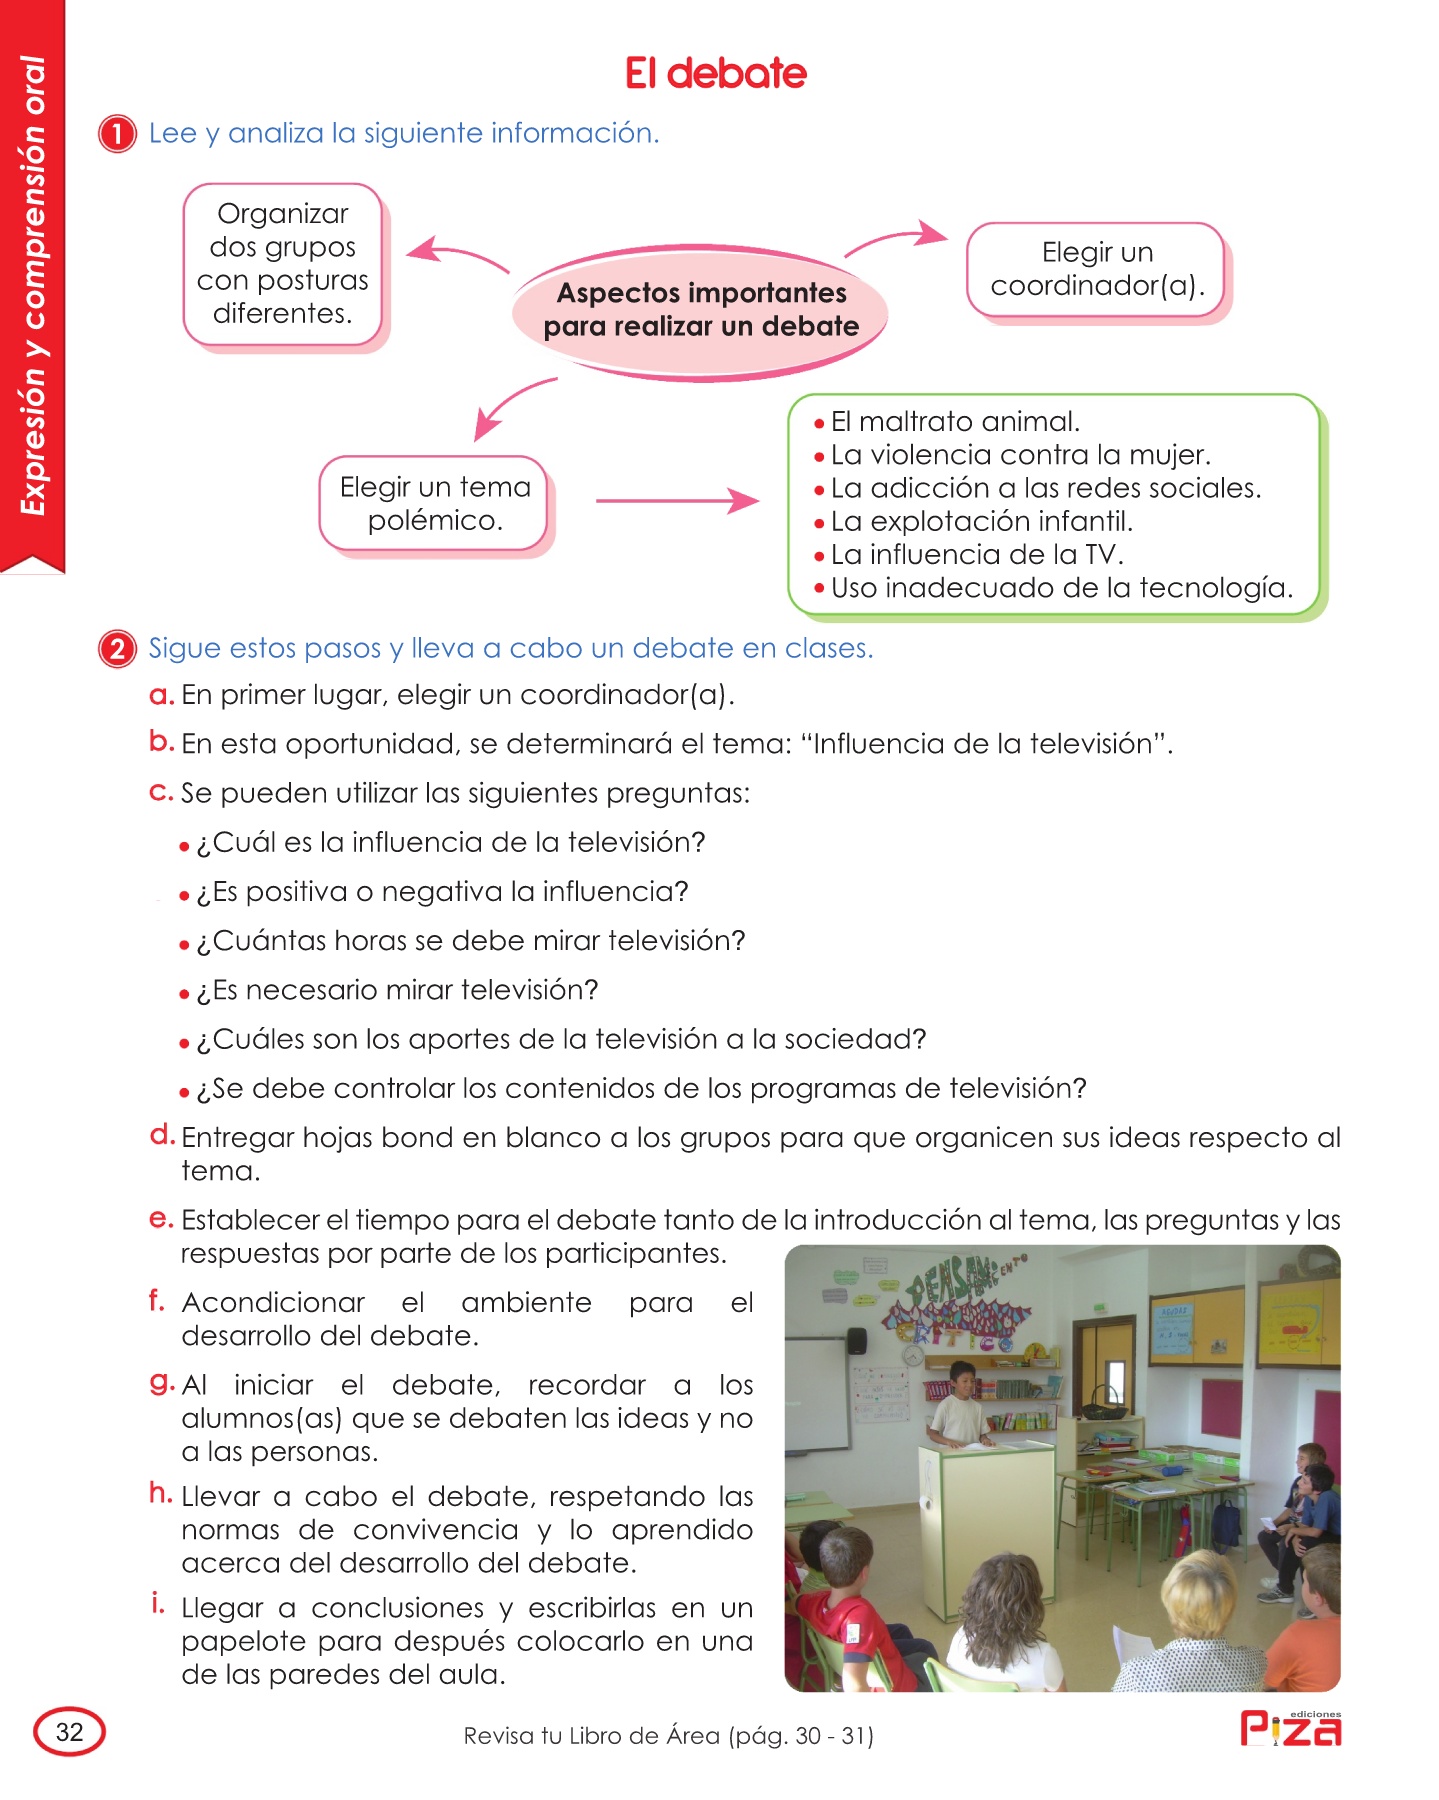 Expresión y comprensión oral
El debate
1 Lee y analiza la siguiente información.
Organizar
dos grupos
con posturas
diferentes.
Aspectos importantes
para realizar un debate
Elegir un
coordinador(a).
Elegir un tema
polémico.
• El maltrato animal.
• La violencia contra la mujer.
• La adicción a las redes sociales.
• La explotación infantil.
• La influencia de la TV.
• Uso inadecuado de la tecnología.
2 Sigue estos pasos y lleva a cabo un debate en clases.
a. En primer lugar, elegir un coordinador(a).
b. En esta oportunidad, se determinará el tema: “Influencia de la televisión”.
c. Se pueden utilizar las siguientes preguntas:
• ¿Cuál es la influencia de la televisión?
• ¿Es positiva o negativa la influencia?
• ¿Cuántas horas se debe mirar televisión?
• ¿Es necesario mirar televisión?
• ¿Cuáles son los aportes de la televisión a la sociedad?
• ¿Se debe controlar los contenidos de los programas de televisión?
d. Entregar hojas bond en blanco a los grupos para que organicen sus ideas respecto al
tema.
e. Establecer el tiempo para el debate tanto de la introducción al tema, las preguntas y las
respuestas por parte de los participantes.
f. Acondicionar el ambiente para el
desarrollo del debate.
g. Al iniciar el debate, recordar a los
alumnos(as) que se debaten las ideas y no
a las personas.
h. Llevar a cabo el debate, respetando las
normas de convivencia y lo aprendido
acerca del desarrollo del debate.
i. Llegar a conclusiones y escribirlas en un
papelote para después colocarlo en una
de las paredes del aula.
PENSAMIENTO
CRÍTICO
32
Revisa tu Libro de Área (pág. 30 - 31)
ediciones
Piza